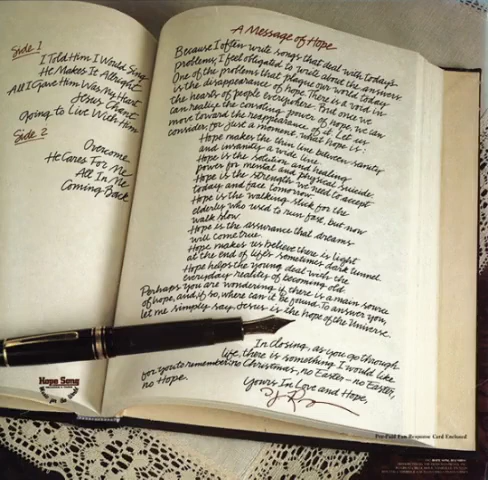 Side 1
I Told Him I Would Sing
He Makes It Allright
All I Gave Him Was My Heart
Jesus Chant
Going to Live With Him
Side 2
Overcome
He Cares For Me
All In Me
Coming Back
A Message of Hope
Because I often write songs that deal with today's
problems, I feel obligated to write about the answers
One of the problems that plague our world today
is the disappearance of hope. There is a void in
the hearts of people everywhere. But once we
can realize the consoling power of hope, we can
move toward the reappearance of it. Let us
consider, for just a moment, what hope is:
Hope makes the thin line between sanity
and insanity a wide line.
Hope is the solution and healing
power for mental and physical suicide.
Hope is the strength we need to accept
today and face tomorrow.
Hope is the walking stick for the
elderly who used to run fast, but now
walk slow.
Hope is the assurance that dreams
will come true.
Hope makes us believe there is light
at the end of life's sometimes dark tunnel.
Hope helps the young deal with the
everyday reality of becoming old.
Perhaps you are wondering if there is a main source
of hope, and, if so, where can it be found. To answer you,
let me simply say, Jesus is the hope of the Universe.
In closing, as you go through
life, there is something I would like
for you to remember: no Christmas, no Easter – no Easter,
no Hope.
Yours In Love and Hope,
Hope Song
Pre-Paid Fan Response Card Enclosed